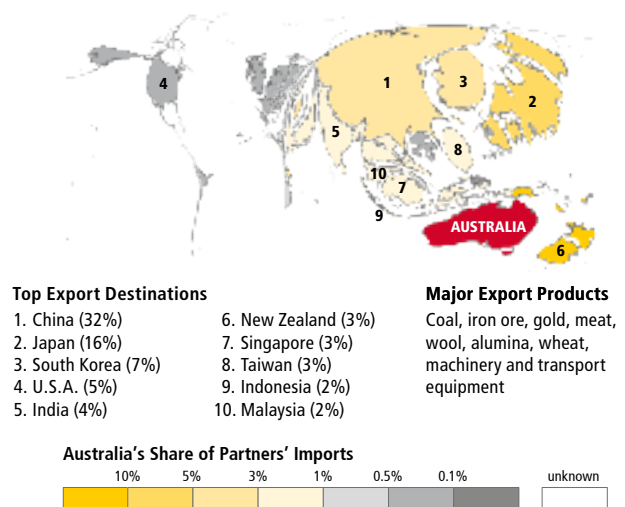 4
1
3
2
5
8
10
7
9
AUSTRALIA
6
Top Export Destinations
1. China (32%)
2. Japan (16%)
3. South Korea (7%)
4. U.S.A. (5%)
5. India (4%)
6. New Zealand (3%)
7. Singapore (3%)
8. Taiwan (3%)
9. Indonesia (2%)
10. Malaysia (2%)
Major Export Products
Coal, iron ore, gold, meat,
wool, alumina, wheat,
machinery and transport
equipment
Australia's Share of Partners' Imports
10% 5% 3% 1% 0.5% 0.1% unknown